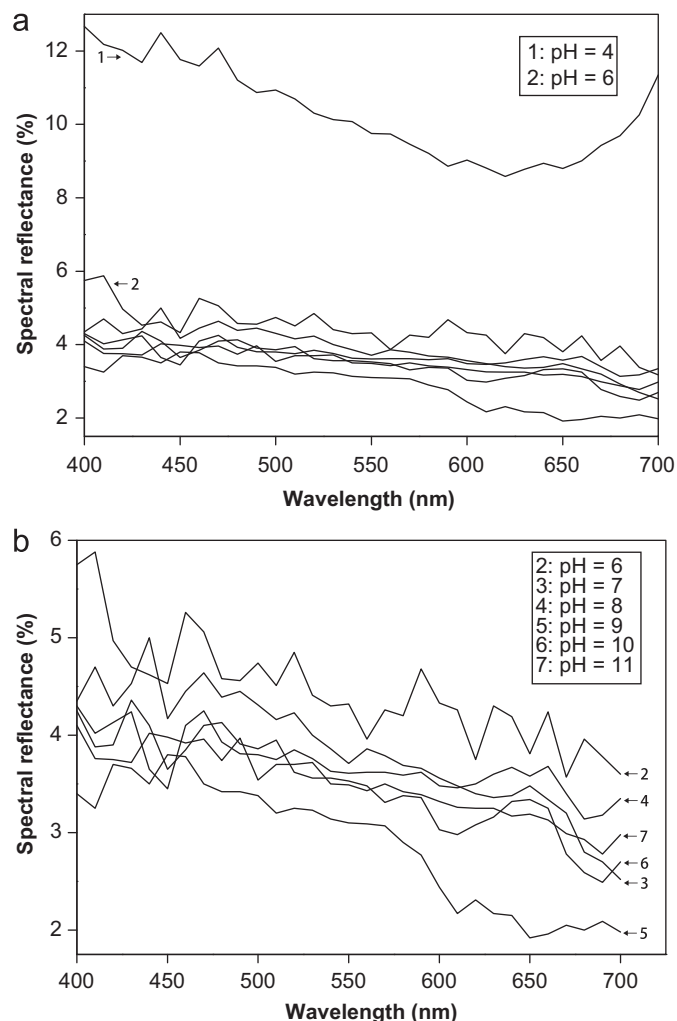 a
12
10
8
6
4
2
Spectral reflectance (%)
1
2
1: pH = 4
2: pH = 6
400 450 500 550 600 650 700
Wavelength (nm)
b
6
5
4
3
2
Spectral reflectance (%)
2: pH = 6
3: pH = 7
4: pH = 8
5: pH = 9
6: pH = 10
7: pH = 11
2
4
7
6
3
5
400 450 500 550 600 650 700
Wavelength (nm)